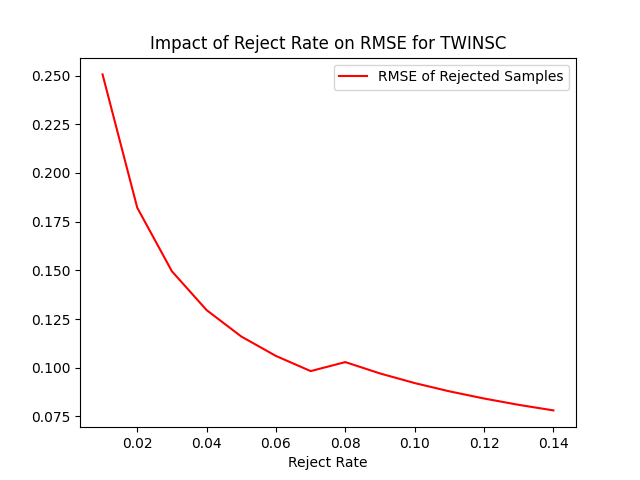 Impact of Reject Rate on RMSE for TWINSC
RMSE of Rejected Samples
0.250
0.225
0.200
0.175
0.150
0.125
0.100
0.075
0.02 0.04 0.06 0.08 0.10 0.12 0.14
Reject Rate